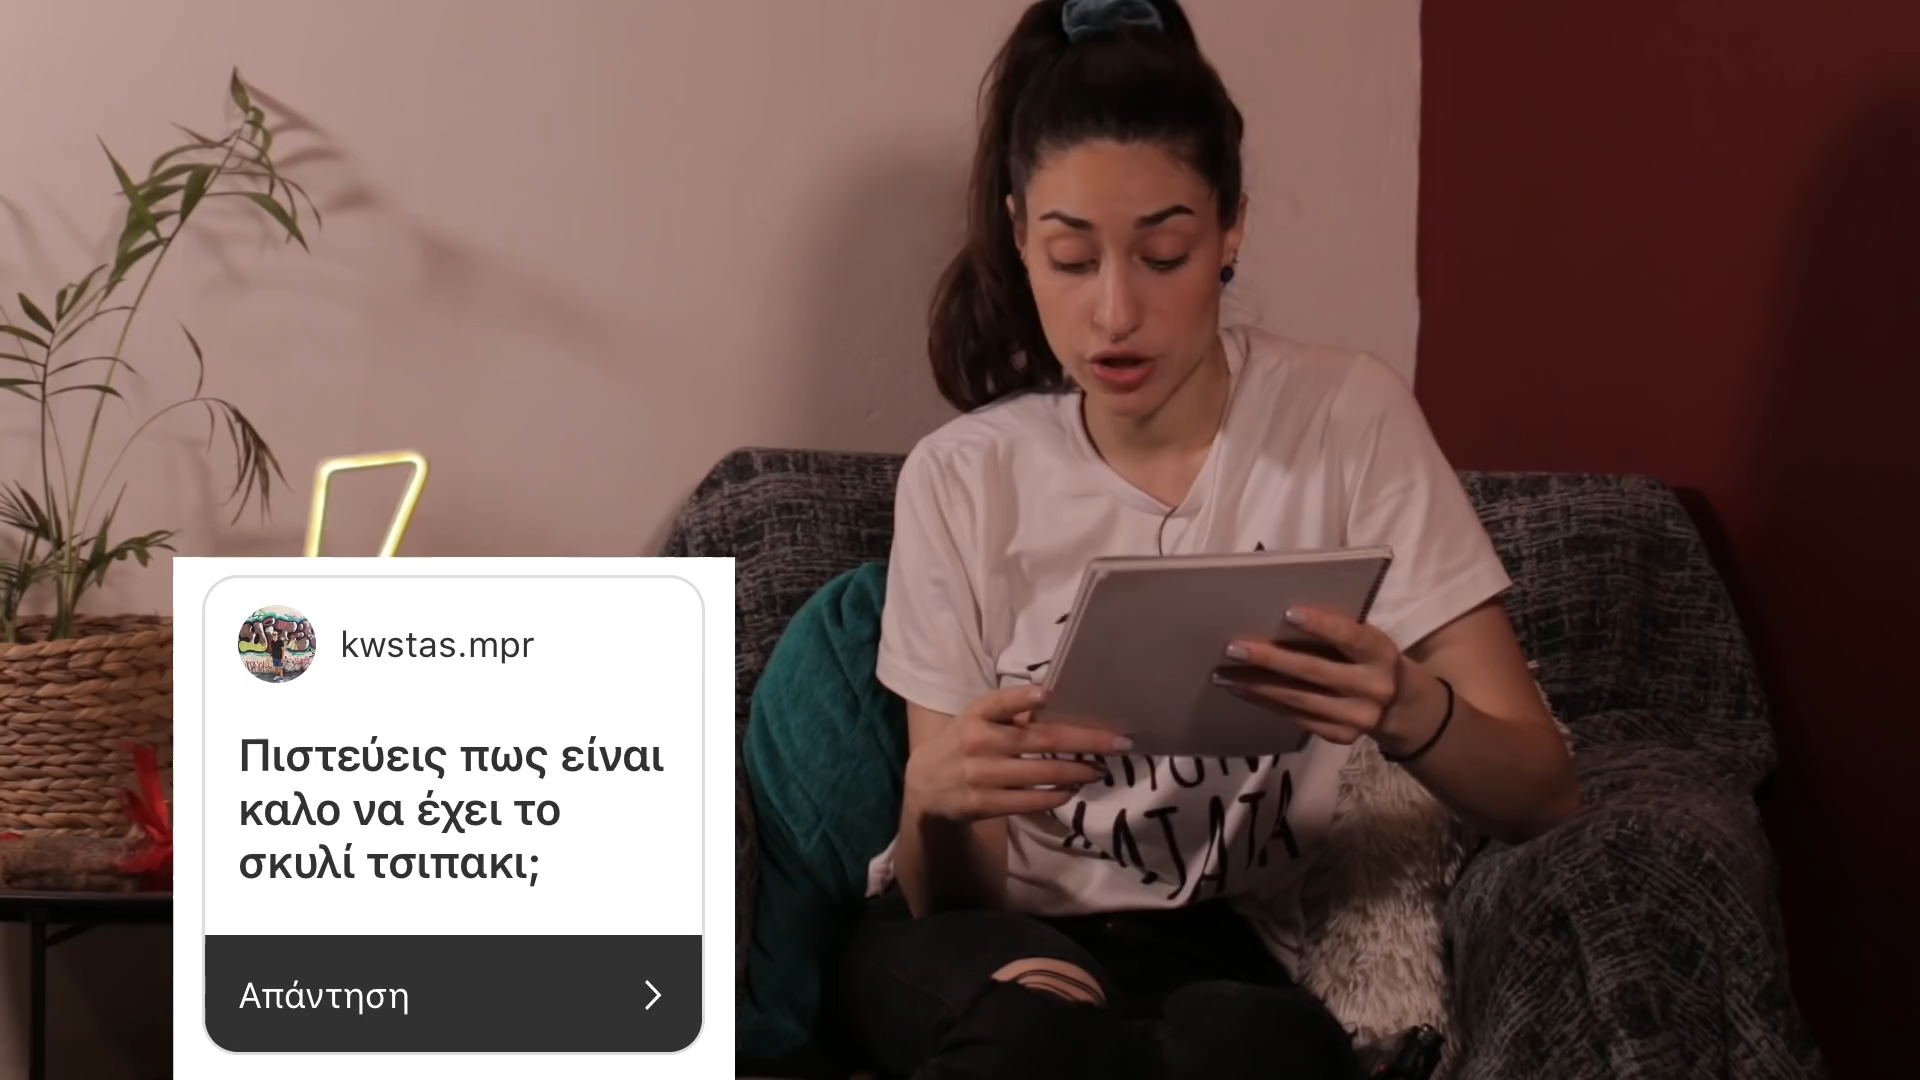 kwstas.mpr
Πιστεύεις πως είναι
καλο να έχει το
σκυλί τσιπακι;
Απάντηση